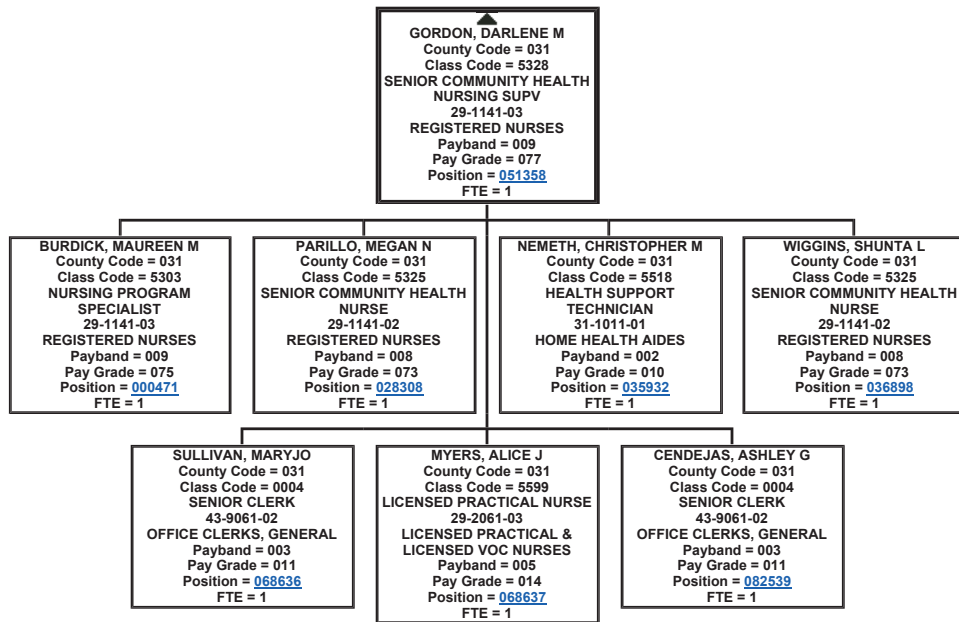 GORDON, DARLENE M
County Code = 031
Class Code = 5328
SENIOR COMMUNITY HEALTH
NURSING SUPV
29-1141-03
REGISTERED NURSES
Payband = 009
Pay Grade = 077
Position = 051358
FTE = 1
BURDICK, MAUREEN M
County Code = 031
Class Code = 5303
NURSING PROGRAM
SPECIALIST
29-1141-03
REGISTERED NURSES
Payband = 009
Pay Grade = 075
Position = 000471
FTE = 1
PARILLO, MEGAN N
County Code = 031
Class Code = 5325
SENIOR COMMUNITY HEALTH
NURSE
29-1141-02
REGISTERED NURSES
Payband = 008
Pay Grade = 073
Position = 028308
FTE = 1
NEMETH, CHRISTOPHER M
County Code = 031
Class Code = 5518
HEALTH SUPPORT
TECHNICIAN
31-1011-01
HOME HEALTH AIDES
Payband = 002
Pay Grade = 010
Position = 035932
FTE = 1
WIGGINS, SHUNTA L
County Code = 031
Class Code = 5325
SENIOR COMMUNITY HEALTH
NURSE
29-1141-02
REGISTERED NURSES
Payband = 008
Pay Grade = 073
Position = 036898
FTE = 1
SULLIVAN, MARYJO
County Code = 031
Class Code = 0004
SENIOR CLERK
43-9061-02
OFFICE CLERKS, GENERAL
Payband = 003
Pay Grade = 011
Position = 068636
FTE = 1
MYERS, ALICE J
County Code = 031
Class Code = 5599
LICENSED PRACTICAL NURSE
29-2061-03
LICENSED PRACTICAL &
LICENSED VOC NURSES
Payband = 005
Pay Grade = 014
Position = 068637
FTE = 1
CENDEJAS, ASHLEY G
County Code = 031
Class Code = 0004
SENIOR CLERK
43-9061-02
OFFICE CLERKS, GENERAL
Payband = 003
Pay Grade = 011
Position = 082539
FTE = 1